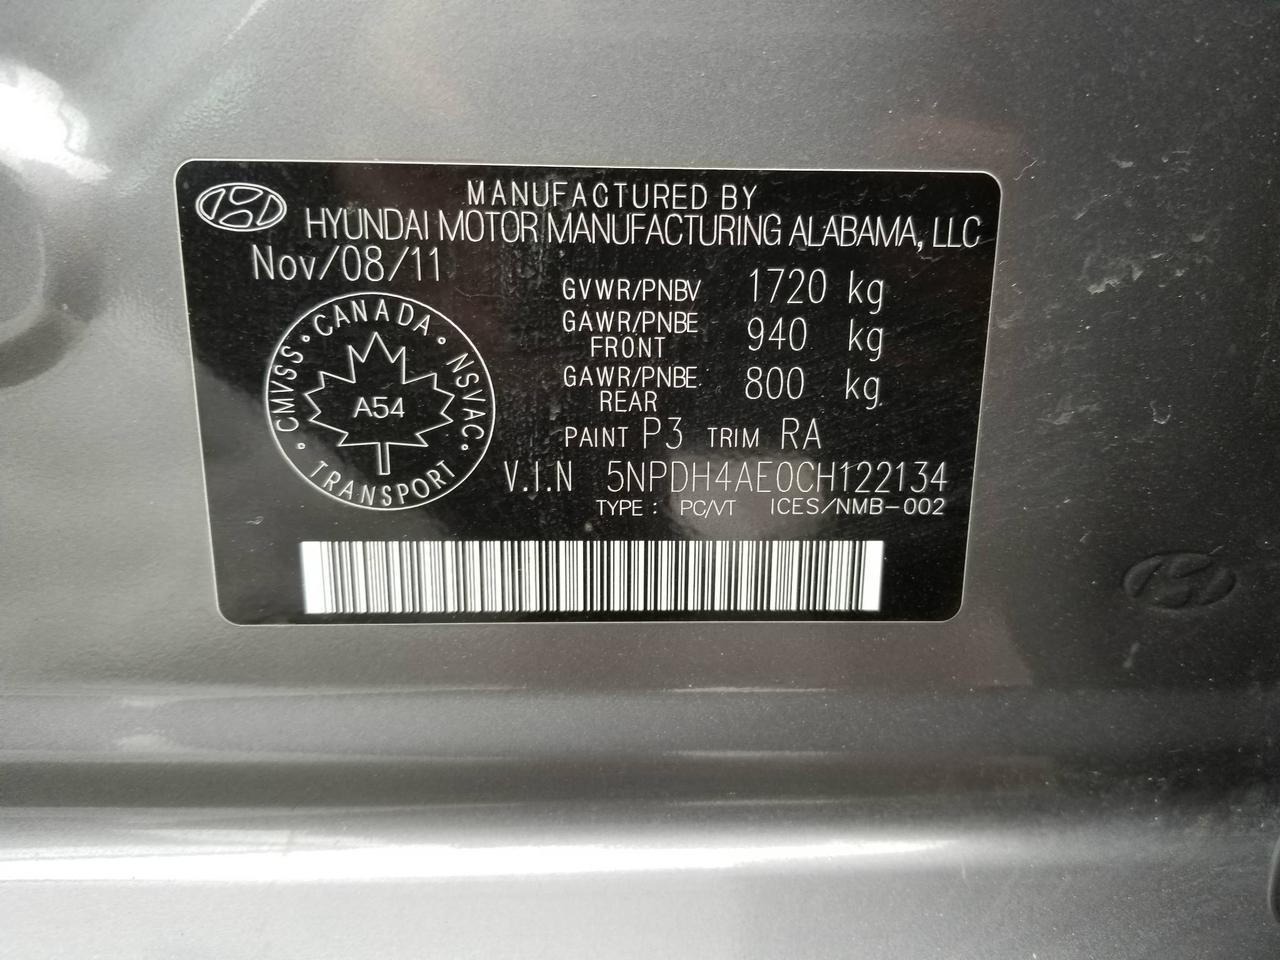 MANUFACTURED BY
HYUNDAI MOTOR MANUFACTURING ALABAMA, LLC
Nov/08/11
GVWR/PNBV 1720 kg
GAWR/PNBE FRONT 940 kg
GAWR/PNBE REAR 800 kg
PAINT P3 TRIM RA
V.I.N 5NPDH4AE0CH122134
TYPE : PC/VT ICES/NMB-002
CMVSS · CANADA · NSVAC · TRANSPORT ·
A54